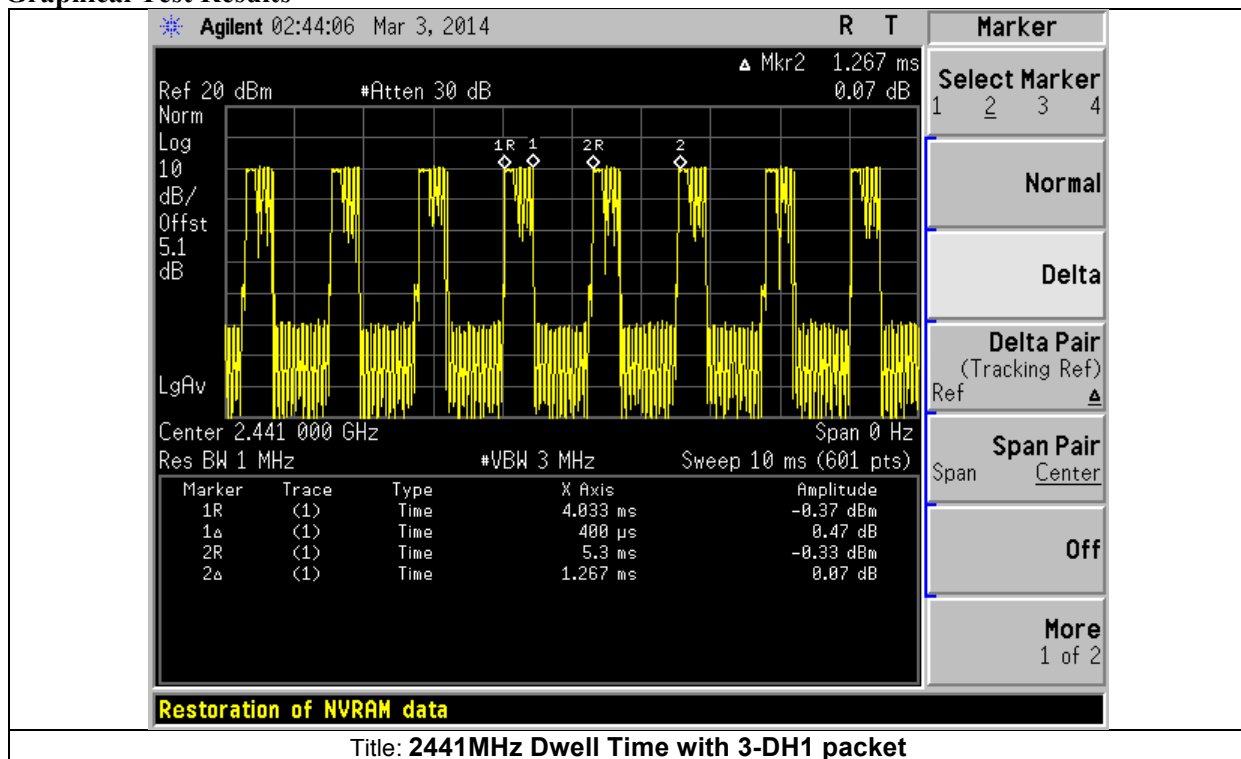 Graphical Test Results
Agilent 02:44:06 Mar 3, 2014 R T
Marker
Δ Mkr2 1.267 ms
Ref 20 dBm #Atten 30 dB 0.07 dB
Norm
Log
10
dB/
Offst
5.1
dB
LgAv
1R 1 2R 2
Center 2.441 000 GHz Span 0 Hz
Res BW 1 MHz #VBW 3 MHz Sweep 10 ms (601 pts)
Marker Trace Type X Axis Amplitude
1R (1) Time 4.033 ms -0.37 dBm
1Δ (1) Time 400 µs 0.47 dB
2R (1) Time 5.3 ms -0.33 dBm
2Δ (1) Time 1.267 ms 0.07 dB
Select Marker
1 2 3 4
Normal
Delta
Delta Pair
(Tracking Ref)
Ref Δ
Span Pair
Span Center
Off
More
1 of 2
Restoration of NVRAM data
Title: 2441MHz Dwell Time with 3-DH1 packet